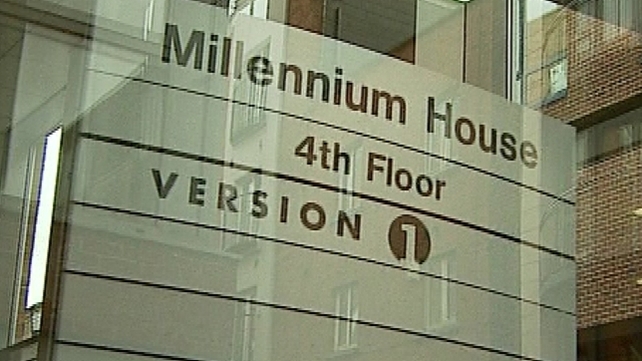 Millennium House
4th Floor
VERSION 1